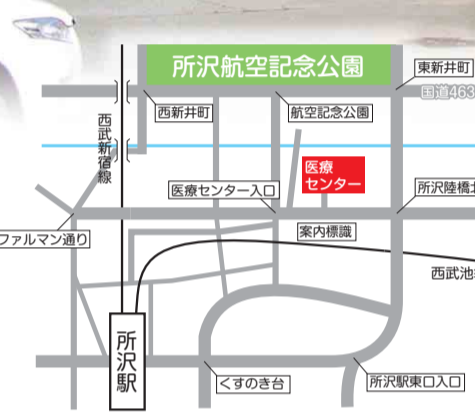 所沢航空記念公園
東新井町
国道463
西新井町
航空記念公園
西武新宿線
医療
センター
医療センター入口
所沢陸橋北
ファルマン通り
案内標識
西武池
所沢駅
くすのき台
所沢駅東口入口